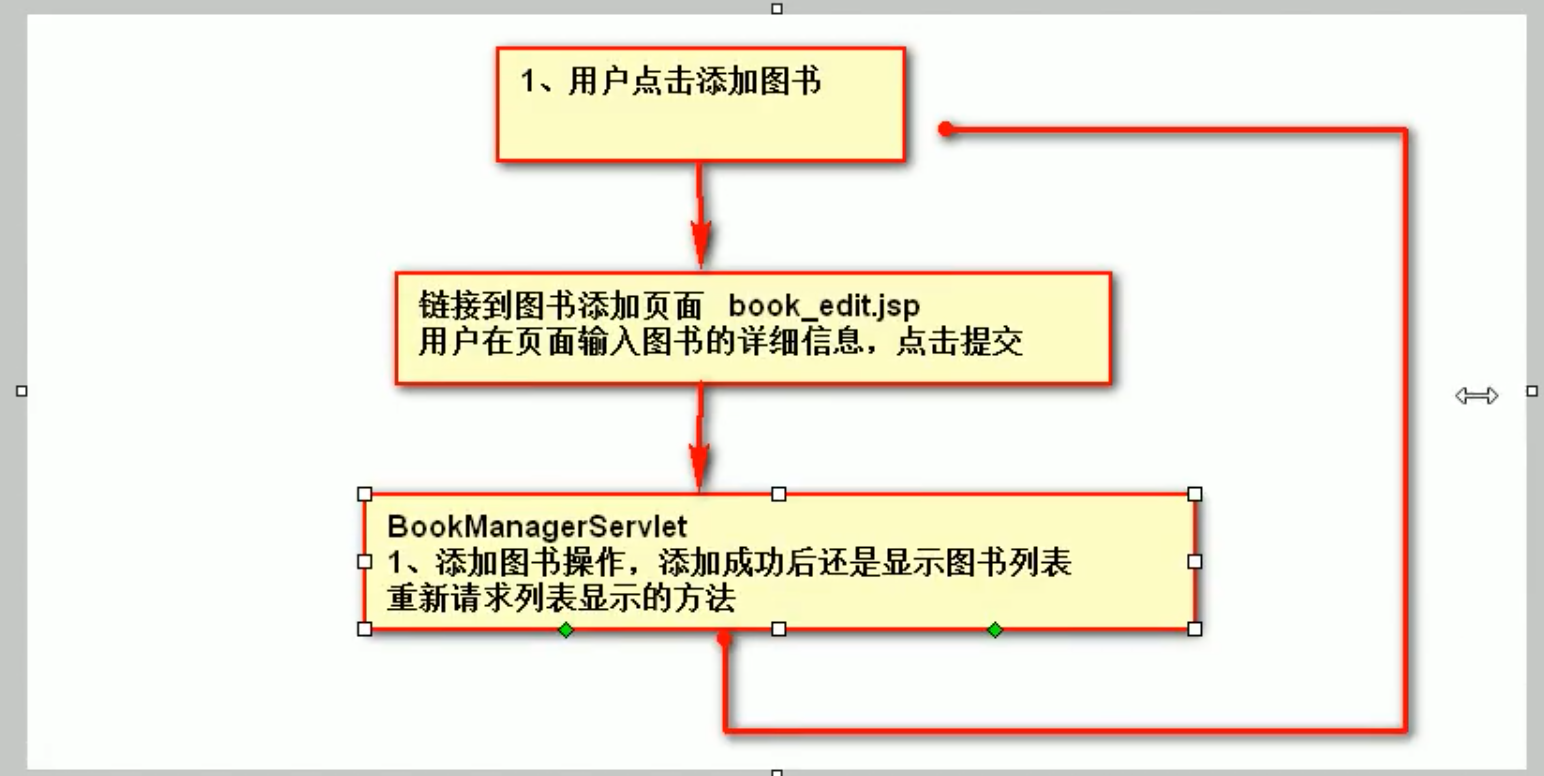 1、用户点击添加图书
链接到图书添加页面 book_edit.jsp
用户在页面输入图书的详细信息，点击提交
BookManagerServlet
1、添加图书操作，添加成功后还是显示图书列表
重新请求列表显示的方法